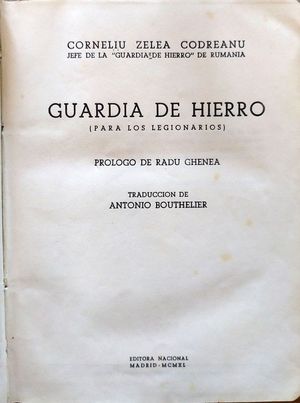 CORNELIU ZELEA CODREANU
JEFE DE LA "GUARDIA DE HIERRO" DE RUMANIA
GUARDIA DE HIERRO
(PARA LOS LEGIONARIOS)
PROLOGO DE RADU GHENEA
TRADUCCION DE
ANTONIO BOUTHELIER
EDITORA NACIONAL
MADRID-MCMXL